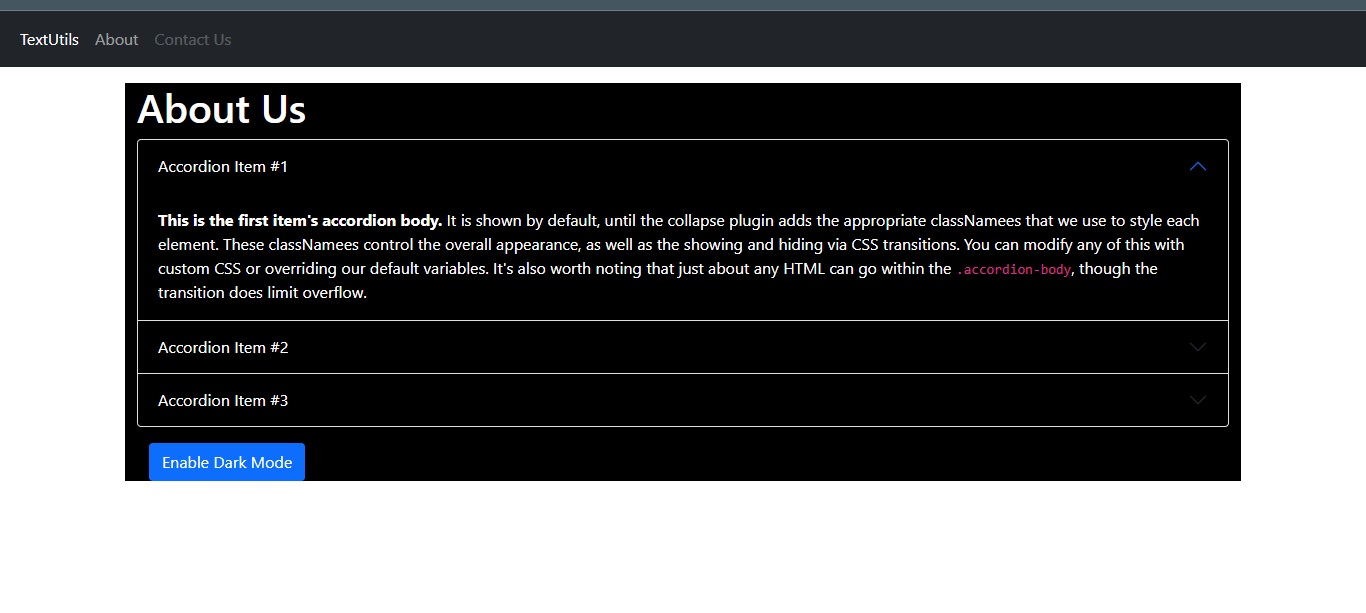 TextUtils About Contact Us
About Us
Accordion Item #1
This is the first item's accordion body. It is shown by default, until the collapse plugin adds the appropriate classNamees that we use to style each
element. These classNamees control the overall appearance, as well as the showing and hiding via CSS transitions. You can modify any of this with
custom CSS or overriding our default variables. It's also worth noting that just about any HTML can go within the .accordion-body, though the
transition does limit overflow.
Accordion Item #2
Accordion Item #3
Enable Dark Mode